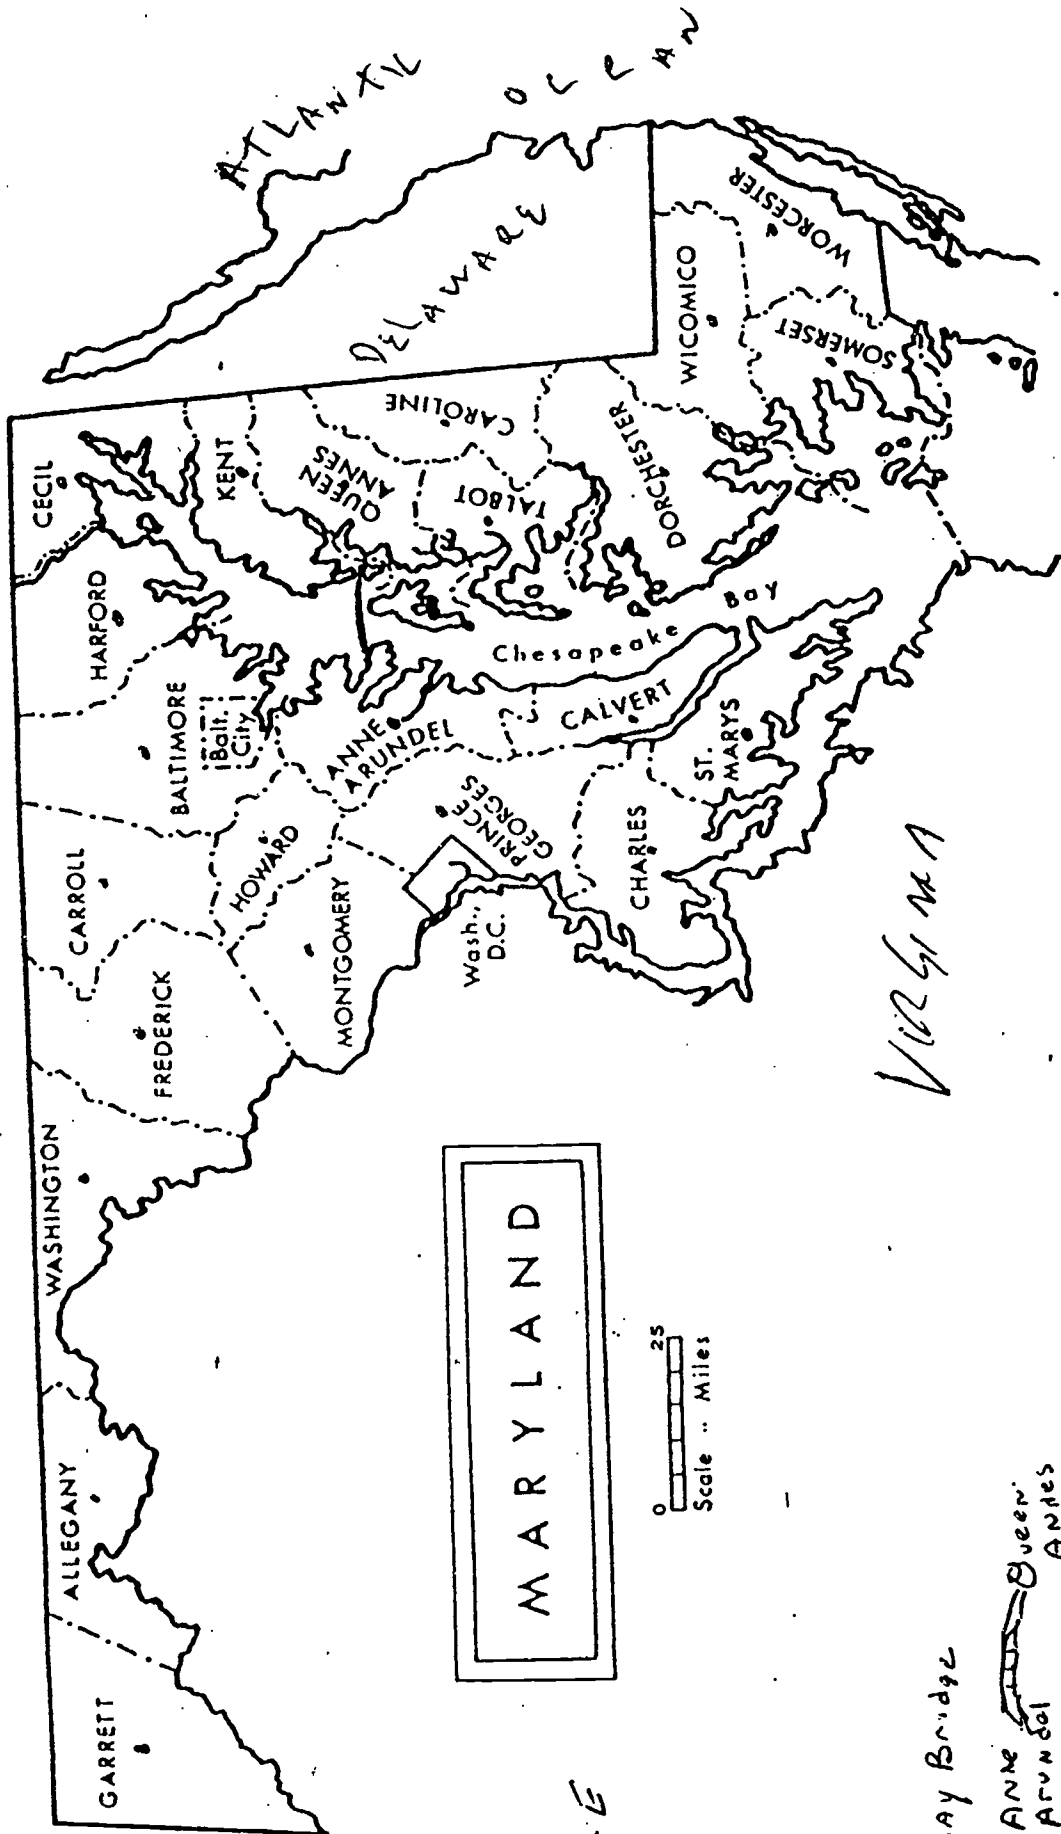 ATLANTIC
OCEAN
DELAWARE
GARRETT
ALLEGANY
WASHINGTON
FREDERICK
CARROLL
BALTIMORE
Balt.
City
HARFORD
CECIL
KENT
QUEEN
ANNES
CAROLINE
TALBOT
HOWARD
MONTGOMERY
ANNE
ARUNDEL
PRINCE
GEORGES
Wash.,
D.C.
CALVERT
CHARLES
ST.
MARYS
Chesapeake Bay
DORCHESTER
WICOMICO
SOMERSET
WORCESTER
MARYLAND
0 25
Scale .. Miles
ay Bridge
ANNE
Arundel
Queen
Annes